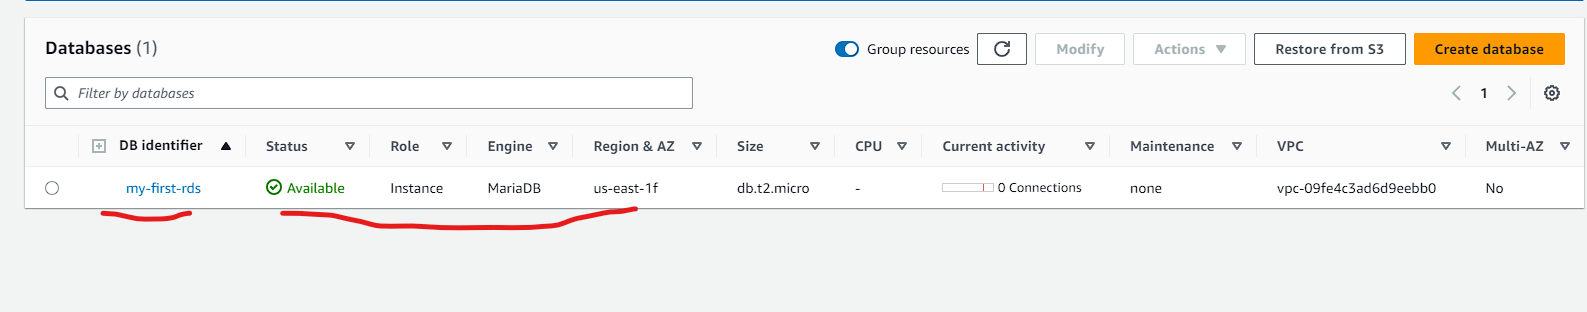 Databases (1)
Group resources
Modify
Actions
Restore from S3
Create database
Filter by databases
1
DB identifier Status Role Engine Region & AZ Size CPU Current activity Maintenance VPC Multi-AZ
my-first-rds Available Instance MariaDB us-east-1f db.t2.micro - 0 Connections none vpc-09fe4c3ad6d9eebb0 No